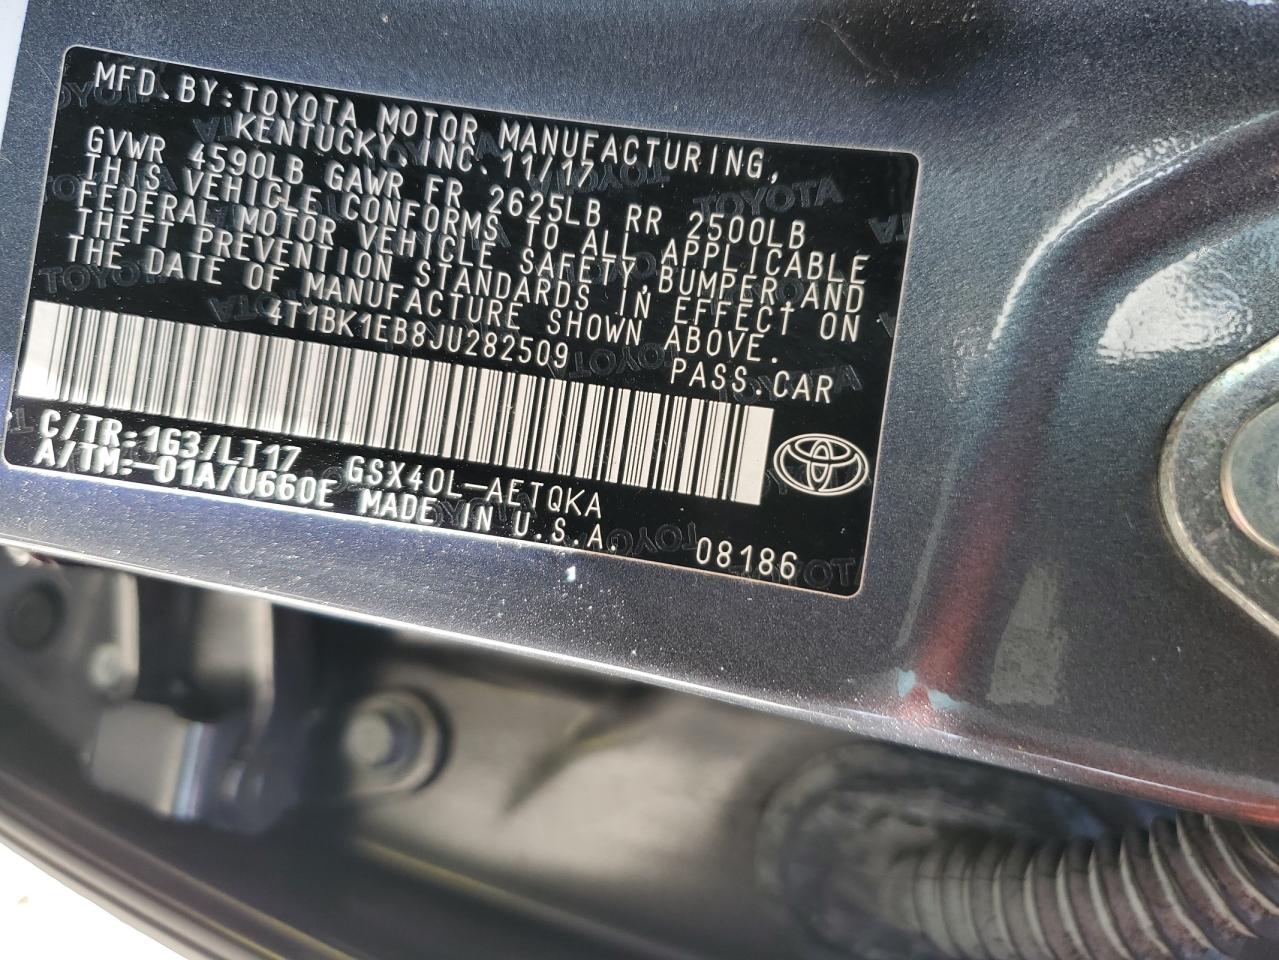 MFD.BY:TOYOTA MOTOR MANUFACTURING,
KENTUCKY,INC. 11/17
GVWR 4590LB GAWR FR 2625LB RR 2500LB
THIS VEHICLE CONFORMS TO ALL APPLICABLE
FEDERAL MOTOR VEHICLE SAFETY,BUMPER,AND
THEFT PREVENTION STANDARDS IN EFFECT ON
THE DATE OF MANUFACTURE SHOWN ABOVE.
4T1BK1EB8JU282509
PASS.CAR
C/TR:1G3/LT17 GSX40L-AETQKA
A/TM:-01A/U660E MADE IN U.S.A.
08186